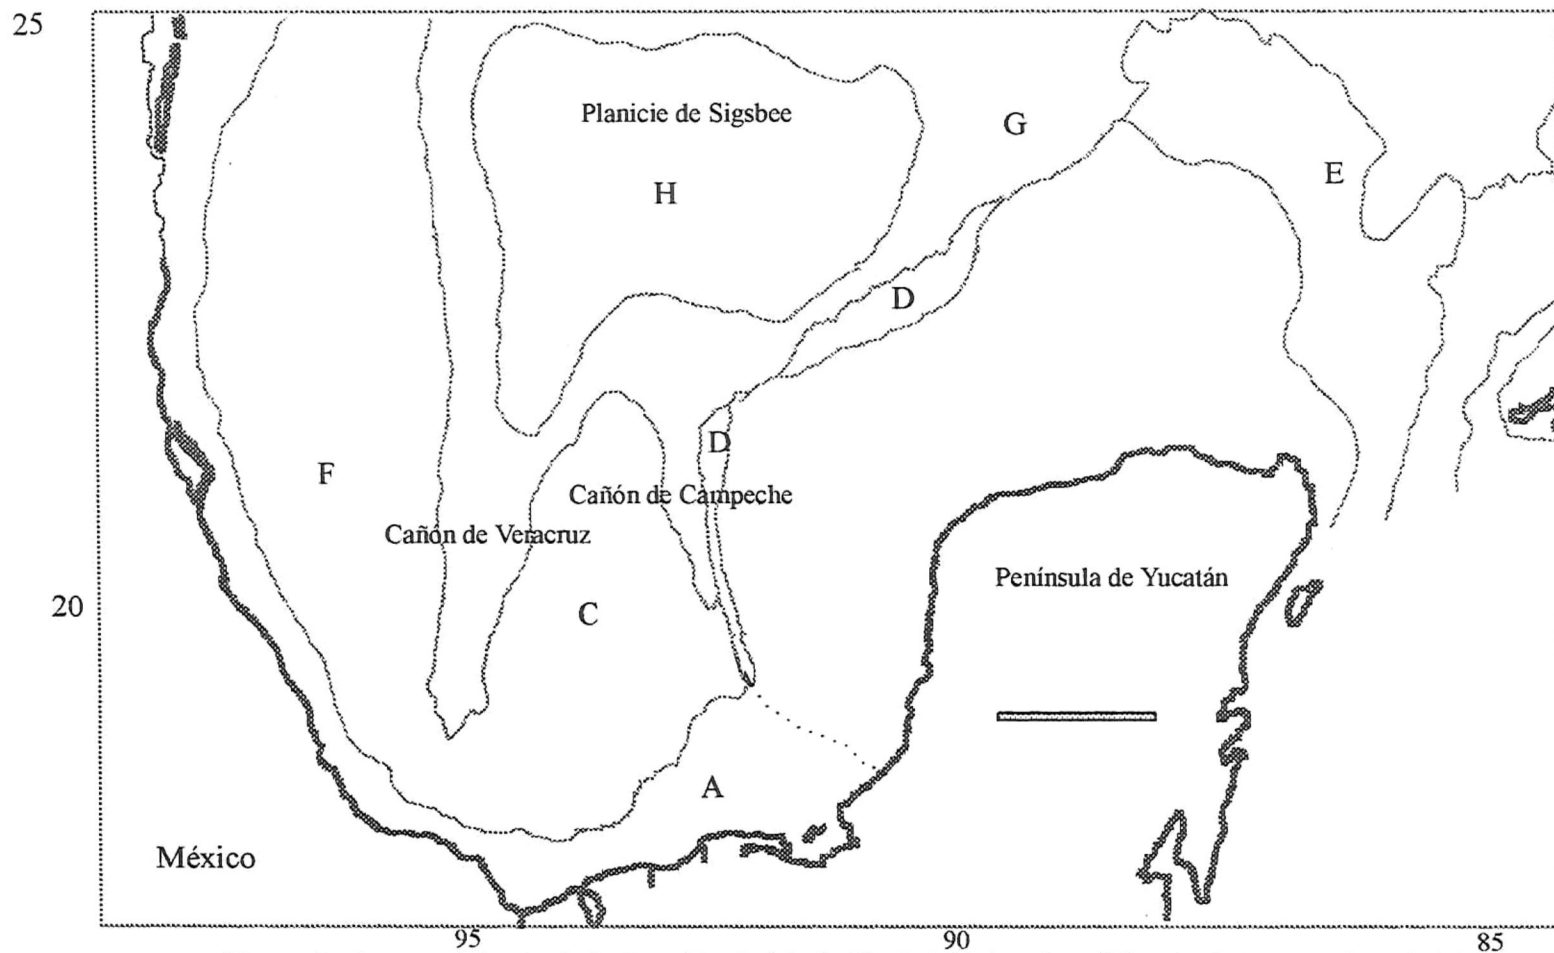 25
Planicie de Sigsbee
G
E
H
D
D
F
Cañón de Campeche
Cañón de Veracruz
Península de Yucatán
20
C
A
México
95
90
85